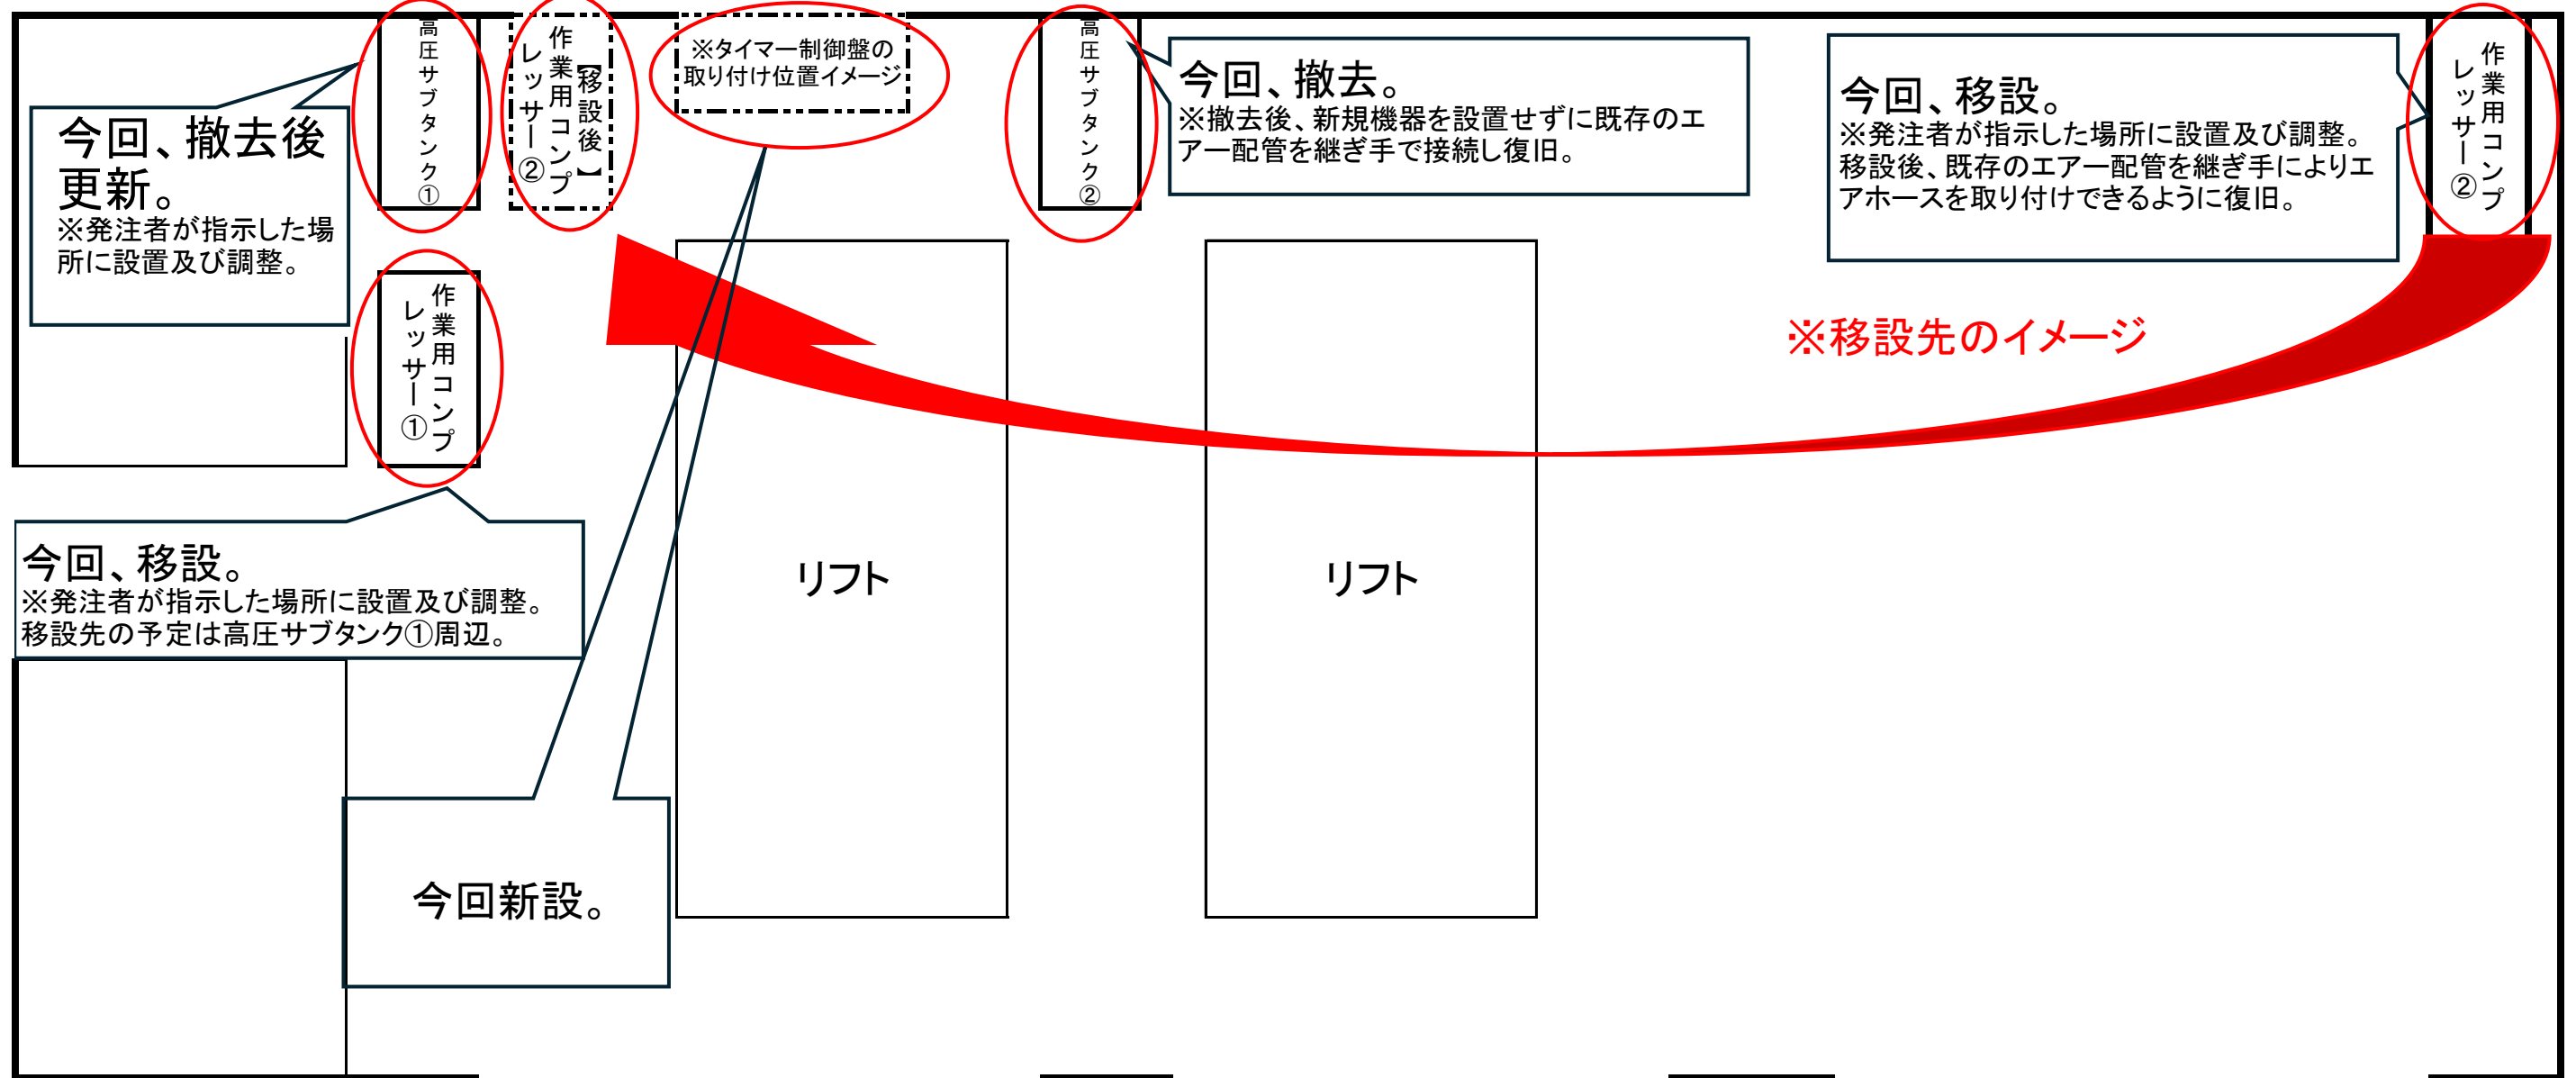 高圧サブタンク①
作業用コンプ
レッサー②
【移設後】
※タイマー制御盤の
取り付け位置イメージ
高圧サブタンク②
今回、撤去。
※撤去後、新規機器を設置せずに既存のエ
アー配管を継ぎ手で接続し復旧。
今回、移設。
※発注者が指示した場所に設置及び調整。
移設後、既存のエアー配管を継ぎ手によりエ
アホースを取り付けできるように復旧。
作業用コンプ
レッサー②
今回、撤去後
更新。
※発注者が指示した場
所に設置及び調整。
作業用コンプ
レッサー①
※移設先のイメージ
今回、移設。
※発注者が指示した場所に設置及び調整。
移設先の予定は高圧サブタンク①周辺。
リフト
リフト
今回新設。